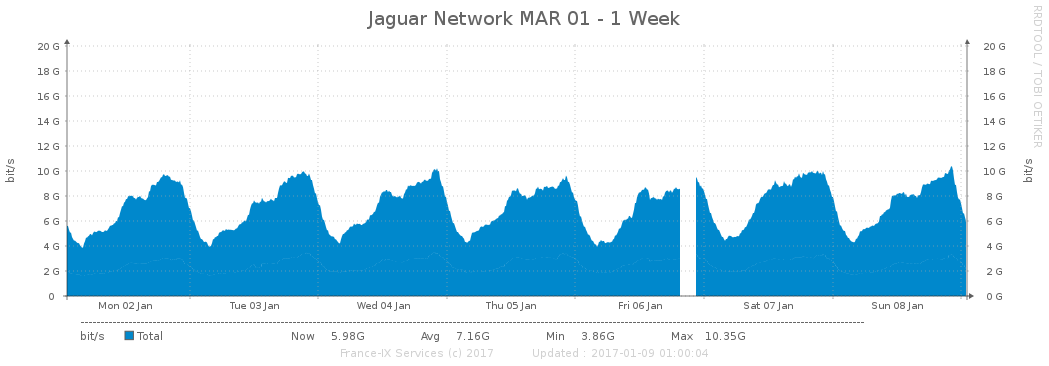 Jaguar Network MAR 01 - 1 Week
RRDTOOL / TOBI OETIKER
bit/s
bit/s
20 G 20 G
18 G 18 G
16 G 16 G
14 G 14 G
12 G 12 G
10 G 10 G
8 G 8 G
6 G 6 G
4 G 4 G
2 G 2 G
0 0 G
Mon 02 Jan Tue 03 Jan Wed 04 Jan Thu 05 Jan Fri 06 Jan Sat 07 Jan Sun 08 Jan
bit/s Total Now 5.98G Avg 7.16G Min 3.86G Max 10.35G
France-IX Services (c) 2017 Updated : 2017-01-09 01:00:04